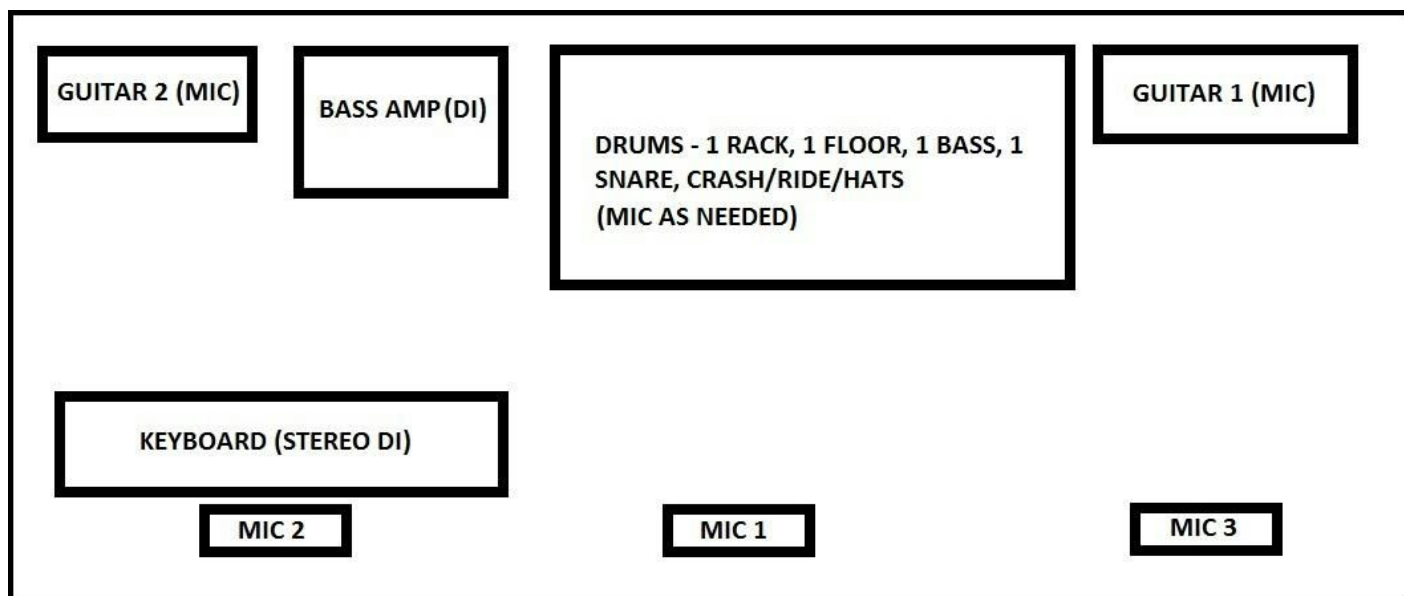 GUITAR 2 (MIC)
BASS AMP (DI)
DRUMS - 1 RACK, 1 FLOOR, 1 BASS, 1
SNARE, CRASH/RIDE/HATS
(MIC AS NEEDED)
GUITAR 1 (MIC)
KEYBOARD (STEREO DI)
MIC 2
MIC 1
MIC 3